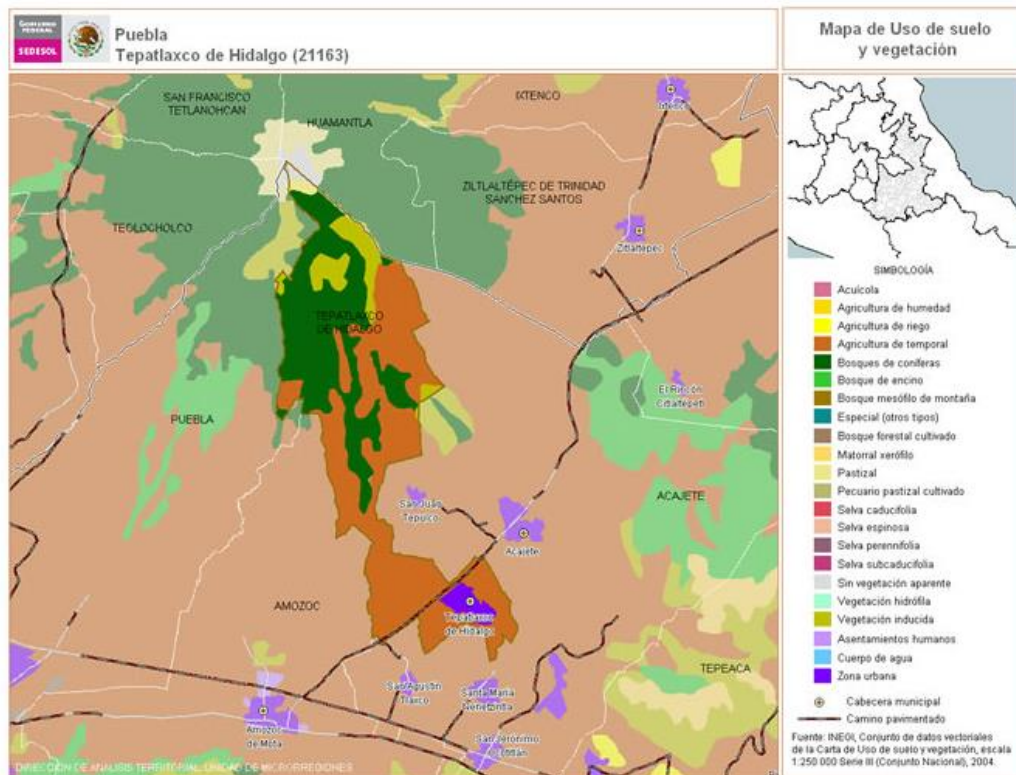 GOBIERNO
FEDERAL
SEDESOL
Puebla
Tepatlaxco de Hidalgo (21163)
Mapa de Uso de suelo
y vegetación
SAN FRANCISCO
TETLANOHCAN
HUAMANTLA
IXTENCO
Ixtenco
ZILTLALTÉPEC DE TRINIDAD
SANCHEZ SANTOS
Zitlaltepec
TEOLOCHOLCO
TEPATLAXCO
DE HIDALGO
El Rincón
Citlaltépetl
PUEBLA
ACAJETE
San Juan
Tepulco
Acajete
AMOZOC
Tepatlaxco
de Hidalgo
TEPEACA
San Agustín
Tlaxco
Santa María
Nenetzintla
Amozoc
de Mota
San Jerónimo
Ocotitlán
DIRECCIÓN DE ANÁLISIS TERRITORIAL, UNIDAD DE MICRORREGIONES
SIMBOLOGÍA
Acuícola
Agricultura de humedad
Agricultura de riego
Agricultura de temporal
Bosques de coníferas
Bosque de encino
Bosque mesófilo de montaña
Especial (otros tipos)
Bosque forestal cultivado
Matorral xerófilo
Pastizal
Pecuario pastizal cultivado
Selva caducifolia
Selva espinosa
Selva perennifolia
Selva subcaducifolia
Sin vegetación aparente
Vegetación hidrófila
Vegetación inducida
Asentamientos humanos
Cuerpo de agua
Zona urbana
Cabecera municipal
Camino pavimentado
Fuente: INEGI, Conjunto de datos vectoriales
de la Carta de Uso de suelo y vegetación, escala
1:250 000 Serie III (Conjunto Nacional), 2004.